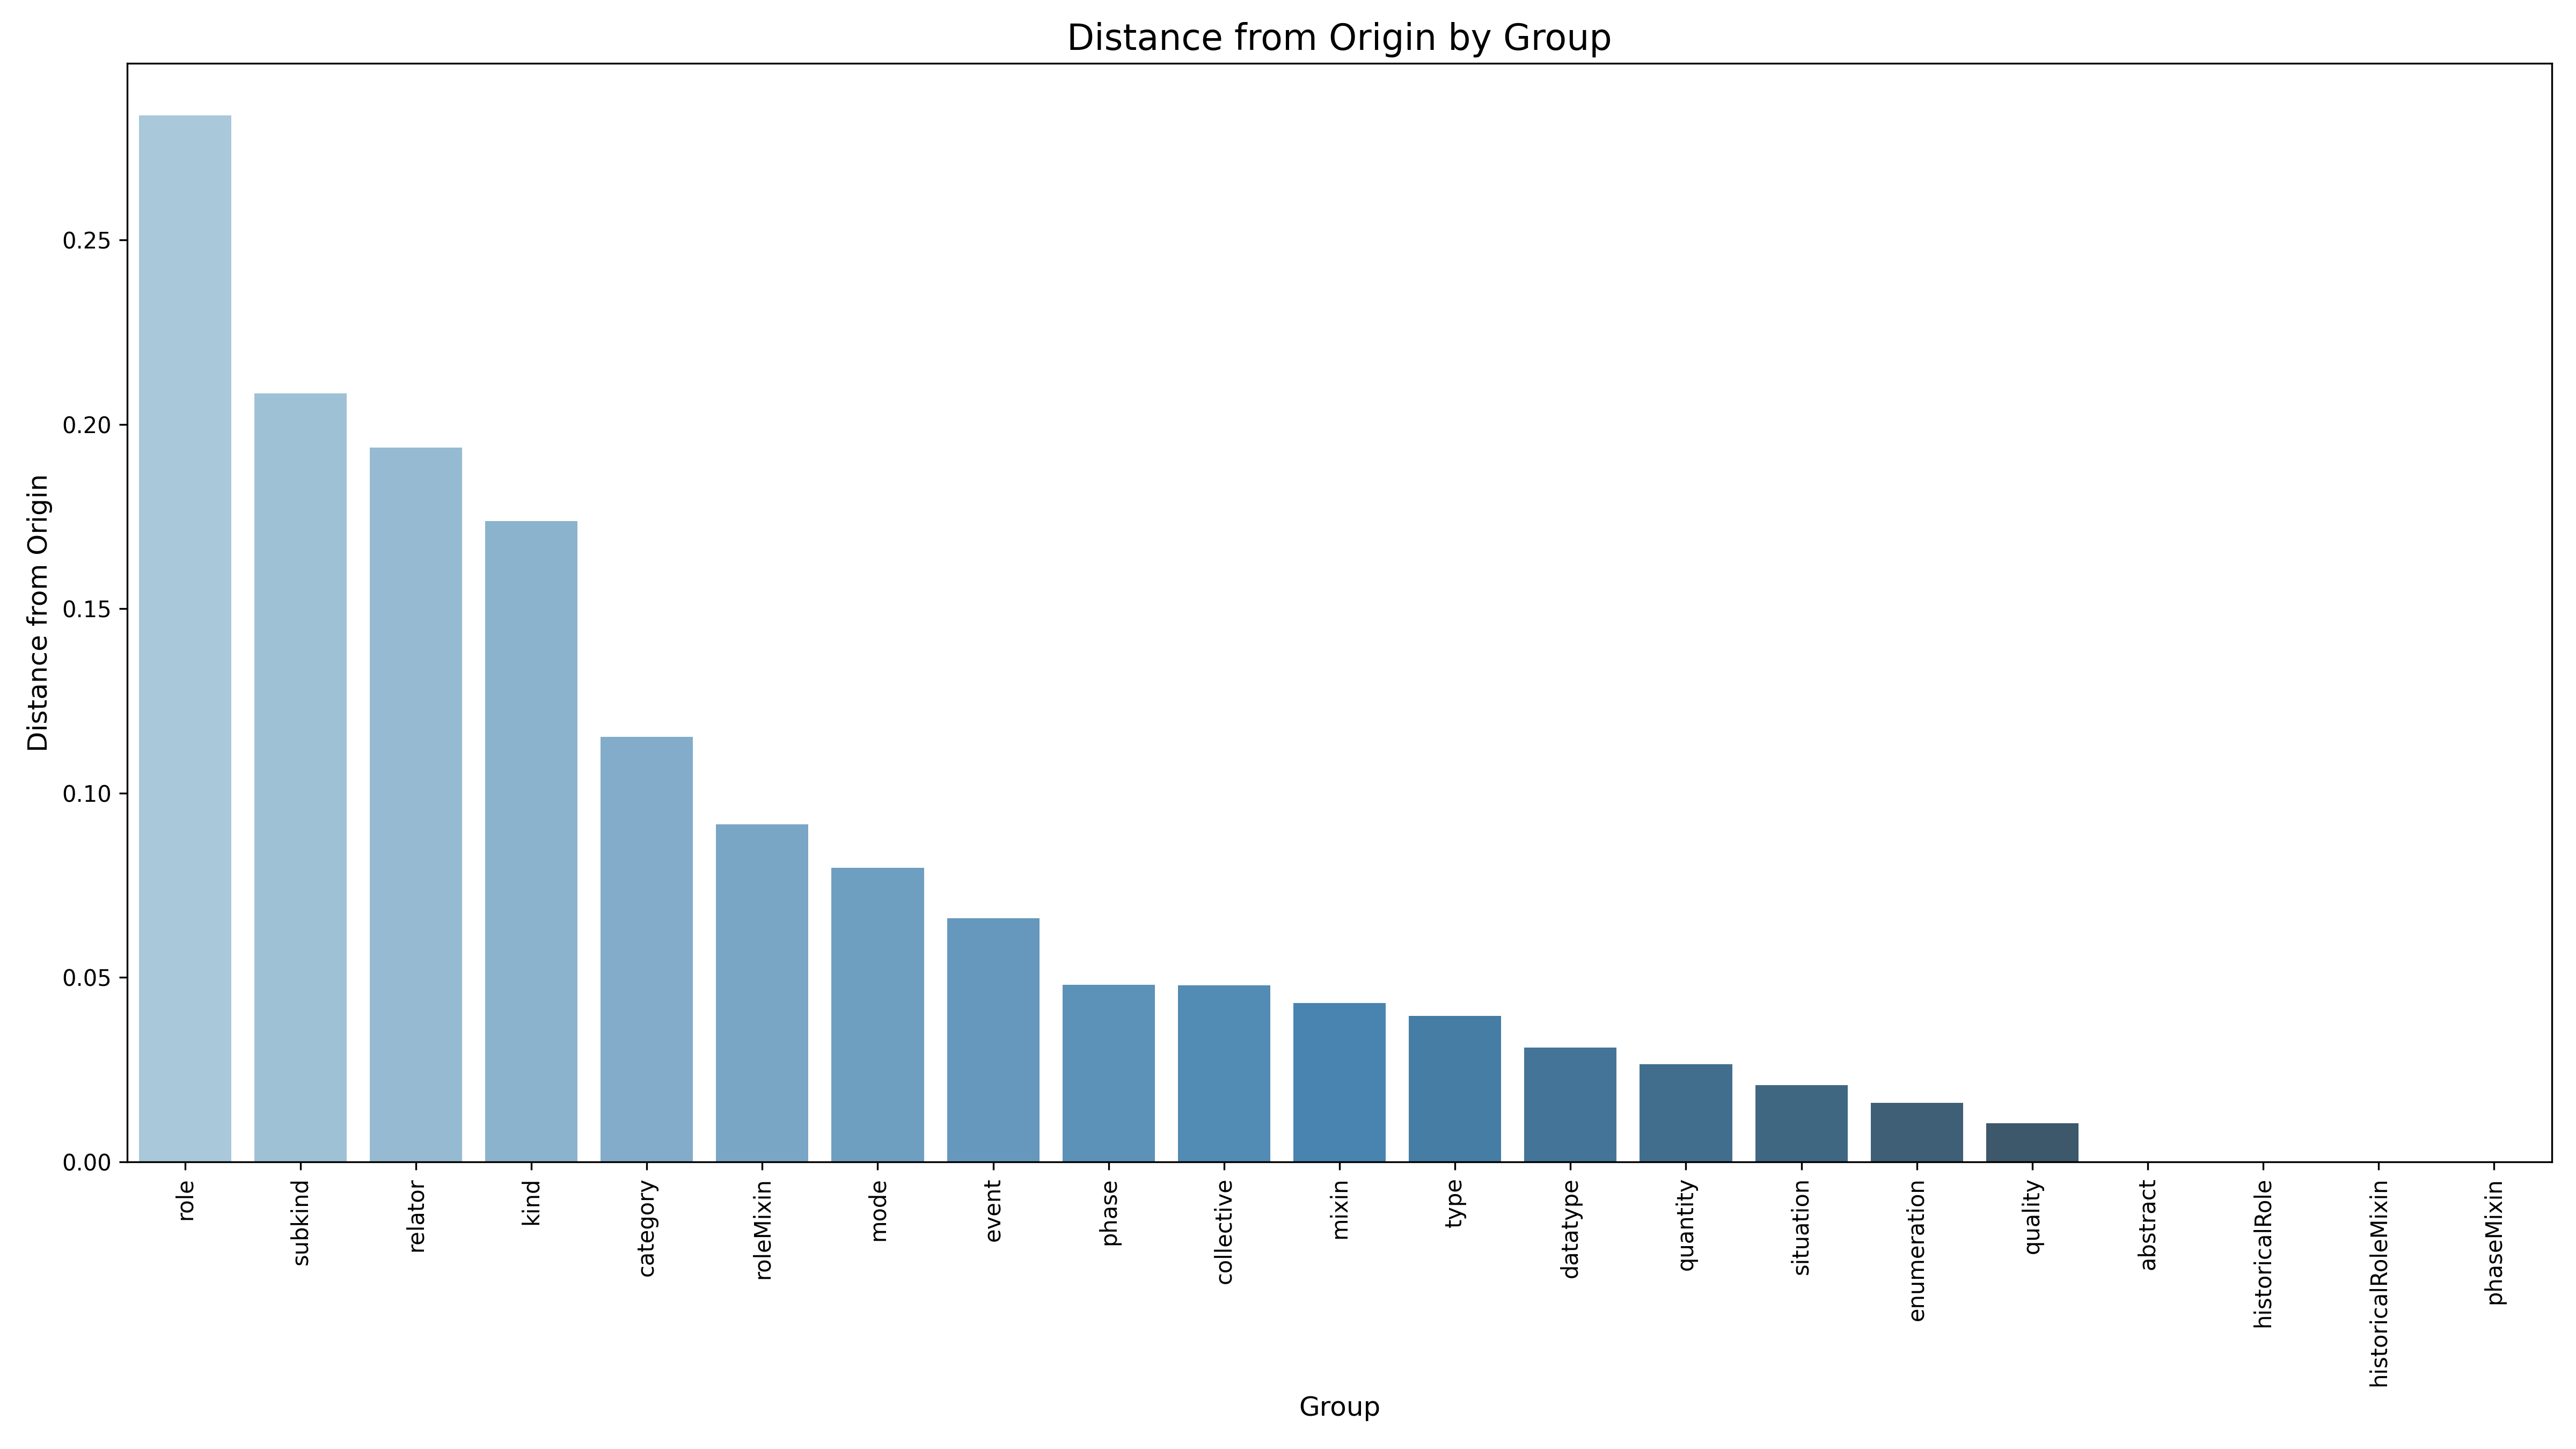 Distance from Origin by Group
Distance from Origin
0.25
0.20
0.15
0.10
0.05
0.00
role
subkind
relator
kind
category
roleMixin
mode
event
phase
collective
mixin
type
datatype
quantity
situation
enumeration
quality
abstract
historicalRole
historicalRoleMixin
phaseMixin
Group